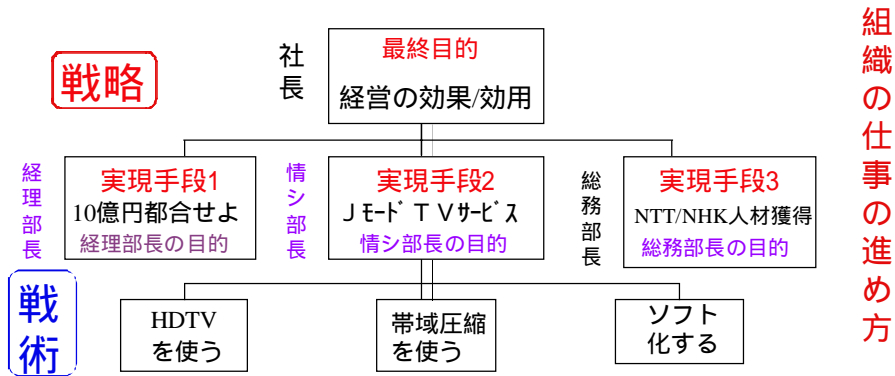 組織の仕事の進め方
戦略
社長
最終目的
経営の効果/効用
経理部長
実現手段1
10億円都合せよ
経理部長の目的
情シ部長
実現手段2
Jモードﾞ TVｻｰﾋﾞｽ
情シ部長の目的
総務部長
実現手段3
NTT/NHK人材獲得
総務部長の目的
戦術
HDTV
を使う
帯域圧縮
を使う
ソフト
化する